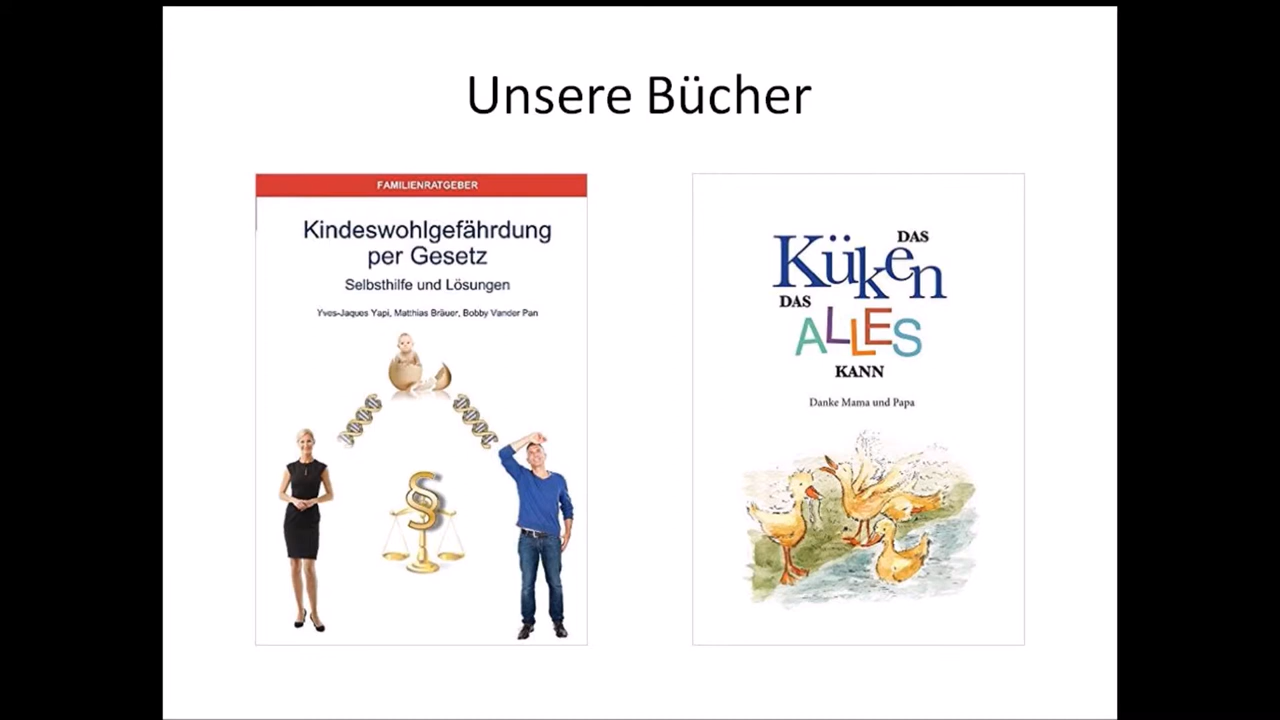 Unsere Bücher
FAMILIENRATGEBER
Kindeswohlgefährdung
per Gesetz
Selbsthilfe und Lösungen
Yves-Jaques Yapi, Matthias Bräuer, Bobby Vander Pan
§
DAS
Küken
DAS
ALLES
KANN
Danke Mama und Papa